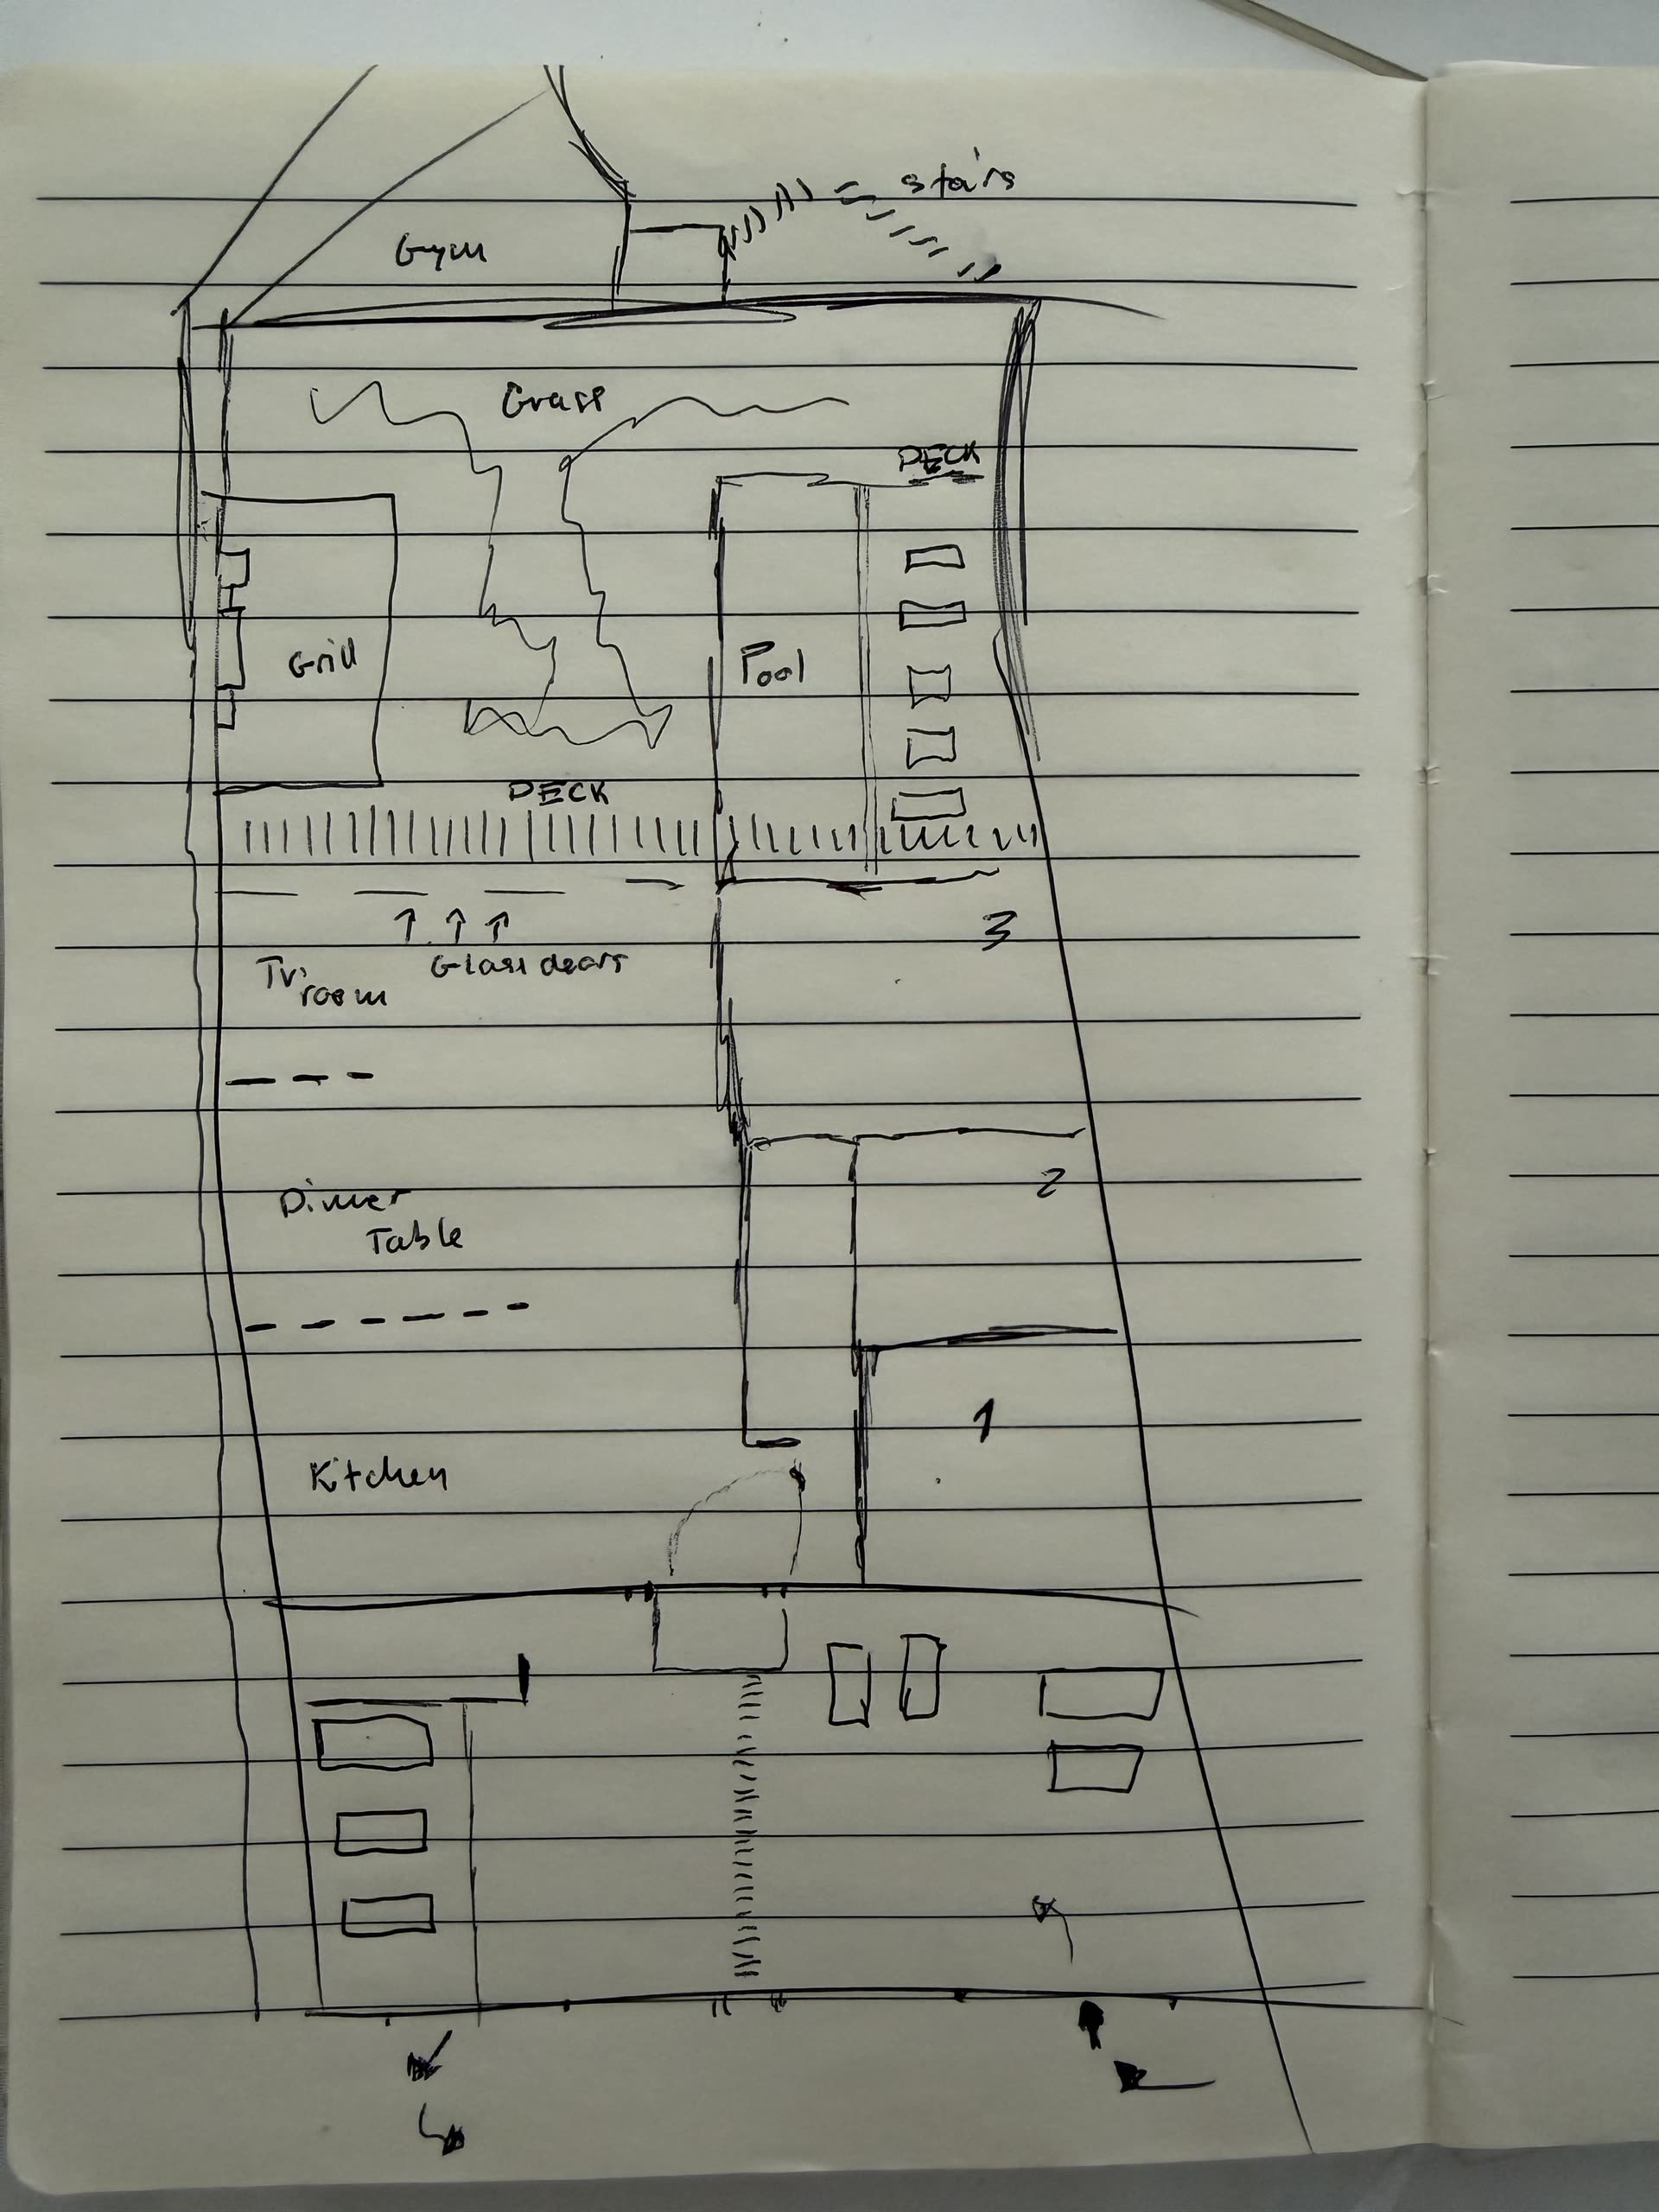 stairs
Gym
Grass
DECK
Grill
Pool
DECK
3
Tv
room
Glass doors
2
Dinner
Table
1
Kitchen